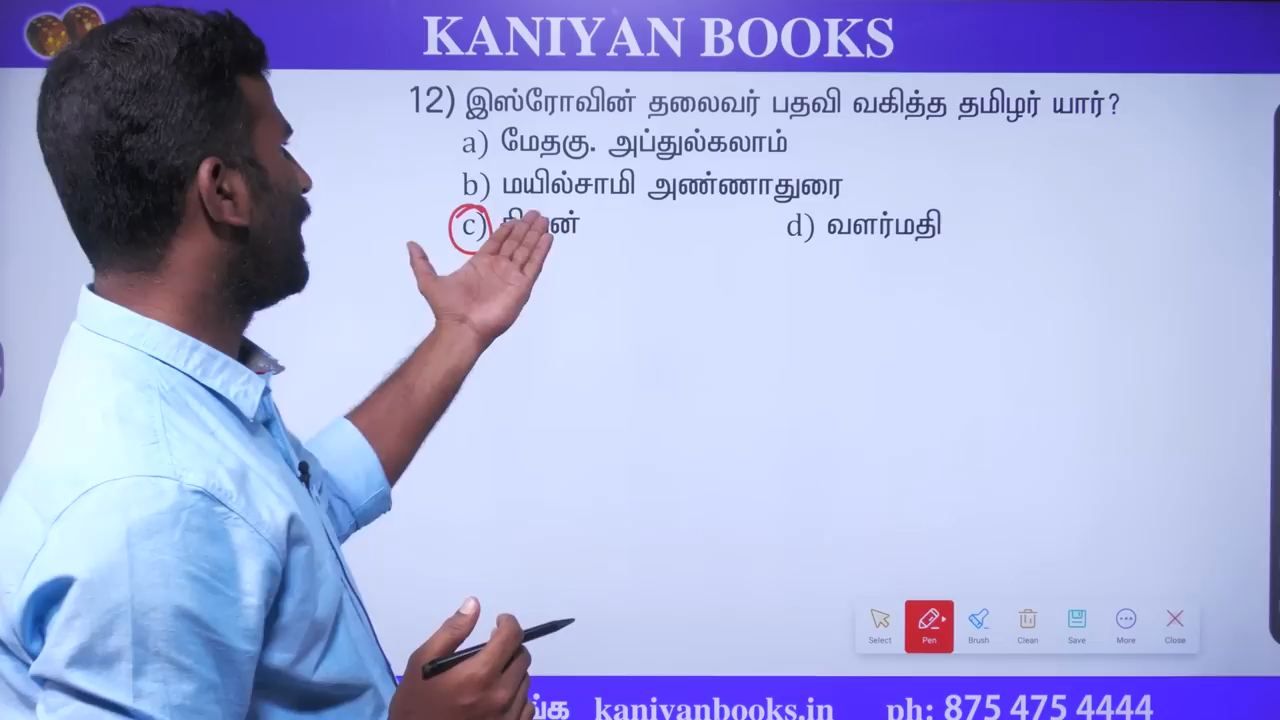 KANIYAN BOOKS
12) இஸ்ரோவின் தலைவர் பதவி வகித்த தமிழர் யார்?
a) மேதகு. அப்துல்கலாம்
b) மயில்சாமி அண்ணாதுரை
c) d) வளர்மதி
Select Pen Brush Clean Save More Close
kaniyanbooks.in ph: 875 475 4444